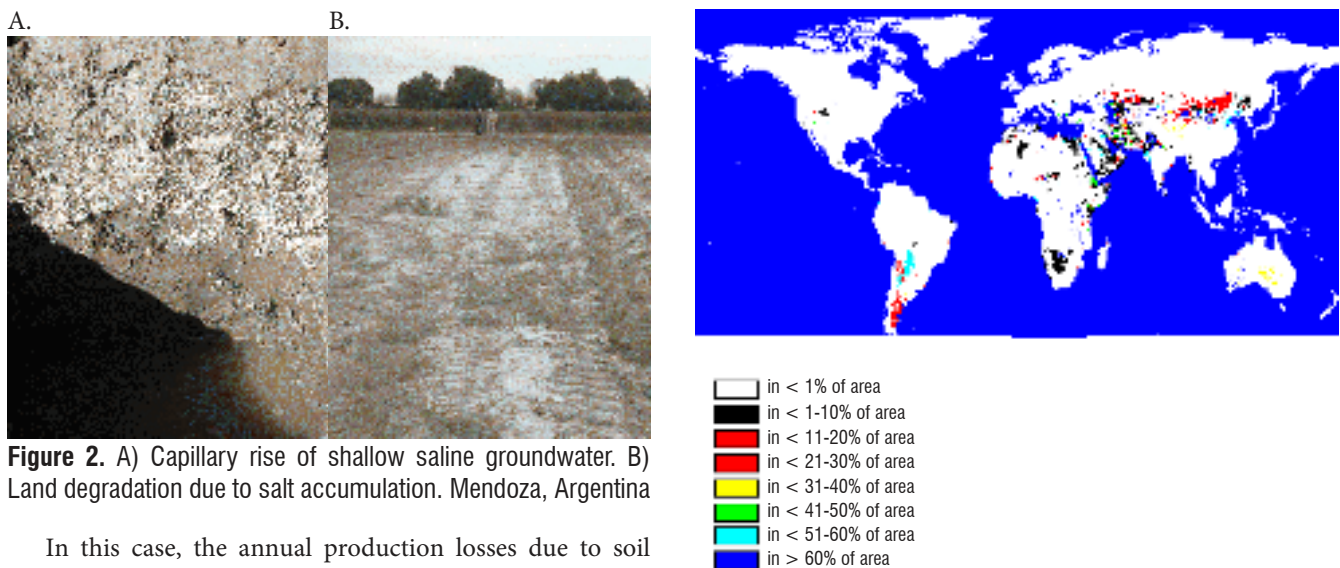 A.
B.
Figure 2. A) Capillary rise of shallow saline groundwater. B)
Land degradation due to salt accumulation. Mendoza, Argentina
In this case, the annual production losses due to soil
in < 1% of area
in < 1-10% of area
in < 11-20% of area
in < 21-30% of area
in < 31-40% of area
in < 41-50% of area
in < 51-60% of area
in > 60% of area